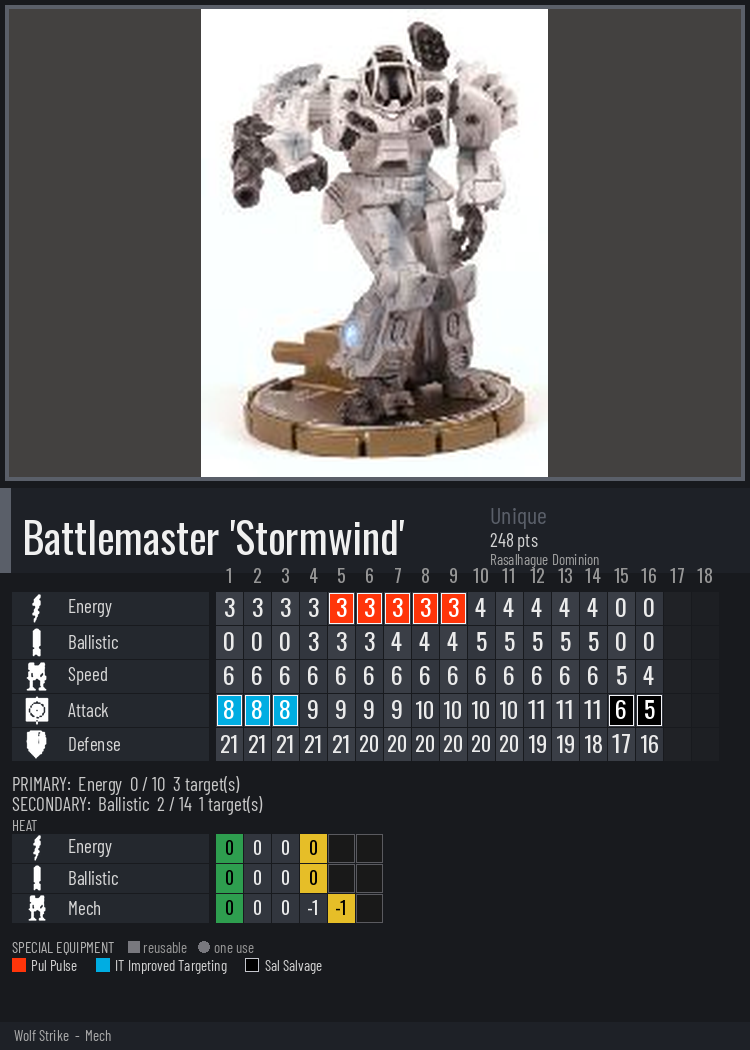 Battlemaster 'Stormwind'
Unique
248 pts
Rasalhague Dominion
1 2 3 4 5 6 7 8 9 10 11 12 13 14 15 16 17 18
Energy 3 3 3 3 3 3 3 3 3 4 4 4 4 4 0 0
Ballistic 0 0 0 3 3 3 4 4 4 5 5 5 5 5 0 0
Speed 6 6 6 6 6 6 6 6 6 6 6 6 6 6 5 4
Attack 8 8 8 9 9 9 9 10 10 10 10 11 11 11 6 5
Defense 21 21 21 21 21 20 20 20 20 20 20 19 19 18 17 16
PRIMARY: Energy 0 / 10 3 target(s)
SECONDARY: Ballistic 2 / 14 1 target(s)
HEAT
Energy 0 0 0 0
Ballistic 0 0 0 0
Mech 0 0 0 -1 -1
SPECIAL EQUIPMENT reusable one use
Pul Pulse IT Improved Targeting Sal Salvage
Wolf Strike - Mech